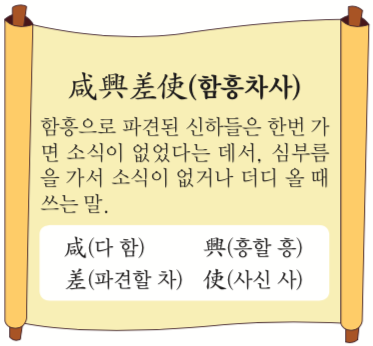 咸興差使(함흥차사)
함흥으로 파견된 신하들은 한번 가
면 소식이 없었다는 데서, 심부름
을 가서 소식이 없거나 더디 올 때
쓰는 말.
咸(다 함) 興(흥할 흥)
差(파견할 차) 使(사신 사)